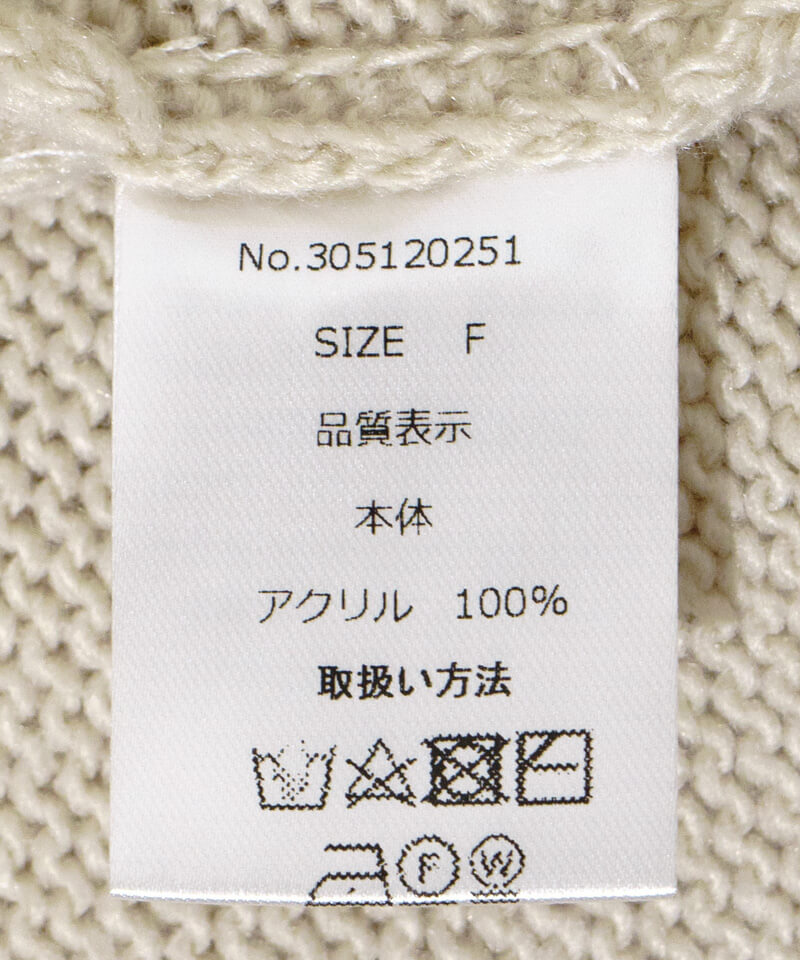 No.305120251
SIZE F
品質表示
本体
アクリル 100%
取扱い方法
F W